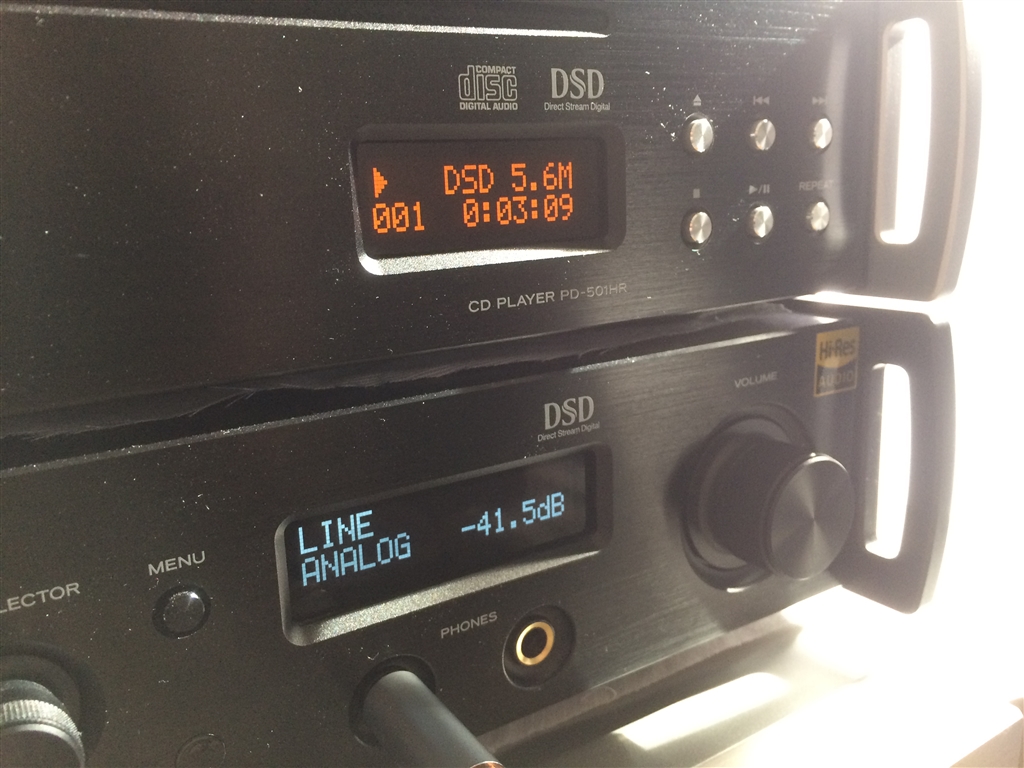 COMPACT
disc
DIGITAL AUDIO
DSD
Direct Stream Digital
DSD 5.6M
001 0:03:09
REPEAT
CD PLAYER PD-501HR
Hi-Res
AUDIO
VOLUME
DSD
Direct Stream Digital
LINE -41.5dB
ANALOG
MENU
LECTOR
PHONES